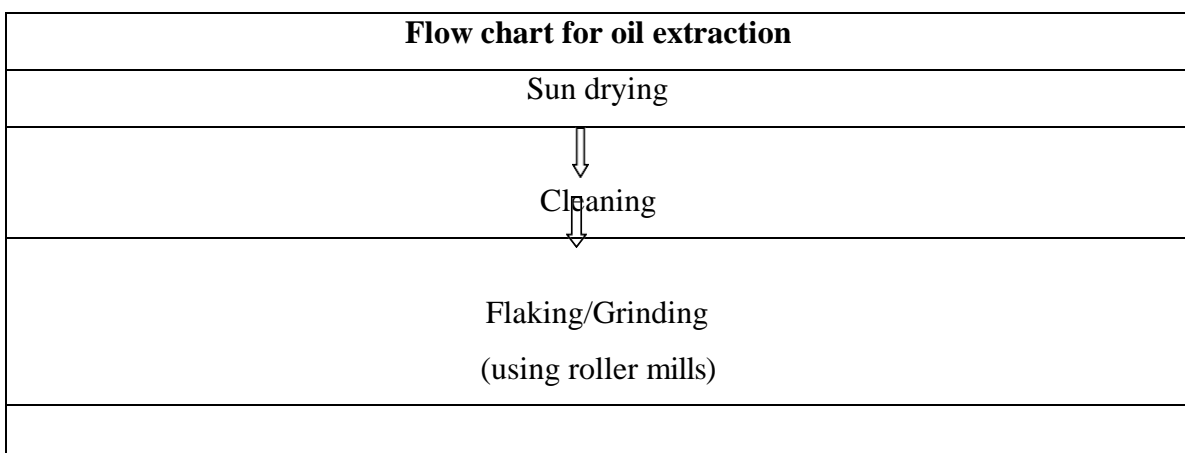 Flow chart for oil extraction
Sun drying
Cleaning
Flaking/Grinding
(using roller mills)